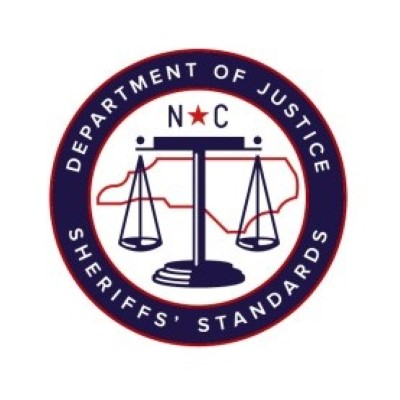 DEPARTMENT OF JUSTICE
N★C
SHERIFFS' STANDARDS